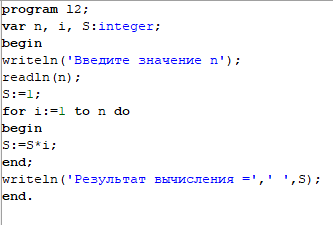 program l2;
var n, i, S:integer;
begin
writeln('Введите значение n');
readln(n);
S:=1;
for i:=1 to n do
begin
S:=S*i;
end;
writeln('Результат вычисления =',' ',S);
end.